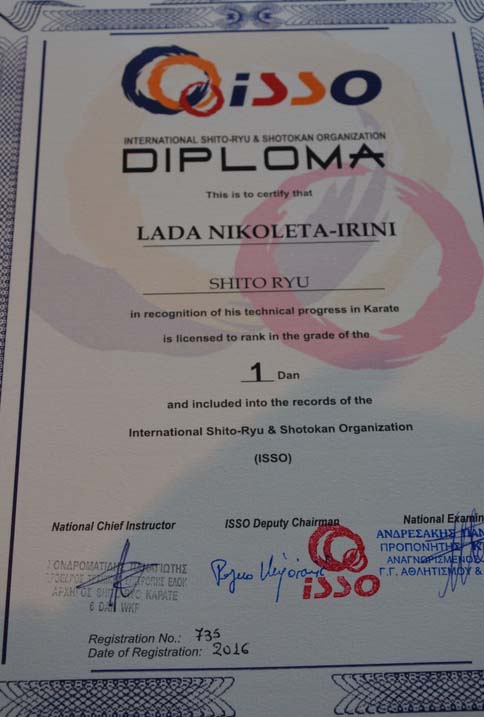 isso
INTERNATIONAL SHITO-RYU & SHOTOKAN ORGANIZATION
DIPLOMA
This is to certify that
LADA NIKOLETA-IRINI
SHITO RYU
in recognition of his technical progress in Karate
is licensed to rank in the grade of the
1 Dan
and included into the records of the
International Shito-Ryu & Shotokan Organization
(ISSO)
National Chief Instructor
ISSO Deputy Chairman
National Examin
ΑΝΔΡΕΣΑΚΗΣ
ΠΡΟΠΟΝΗΤΗΣ
ΑΝΑΓΝΩΡΙΣΜΕΝΟ
Γ.Γ. ΑΘΛΗΤΙΣΜΟΥ &
isso
ΑΡΧΗΓΟΣ ΚΑΡΑΤΕ
6 DAN WKF
Registration No.: 735
Date of Registration: 2016